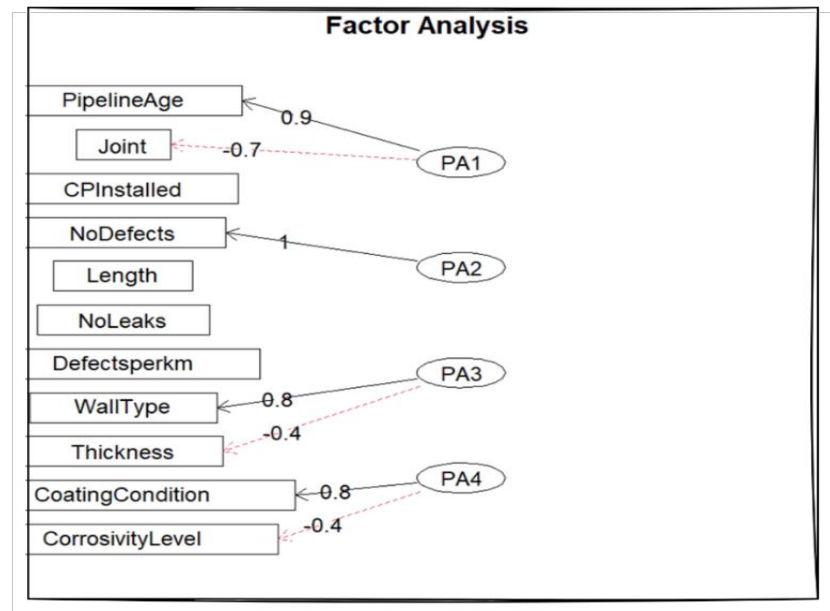 Factor Analysis
PipelineAge
0.9
Joint
-0.7
PA1
CPInstalled
NoDefects
1
PA2
Length
NoLeaks
Defectsperkm
PA3
WallType
0.8
-0.4
Thickness
PA4
CoatingCondition
0.8
-0.4
CorrosivityLevel